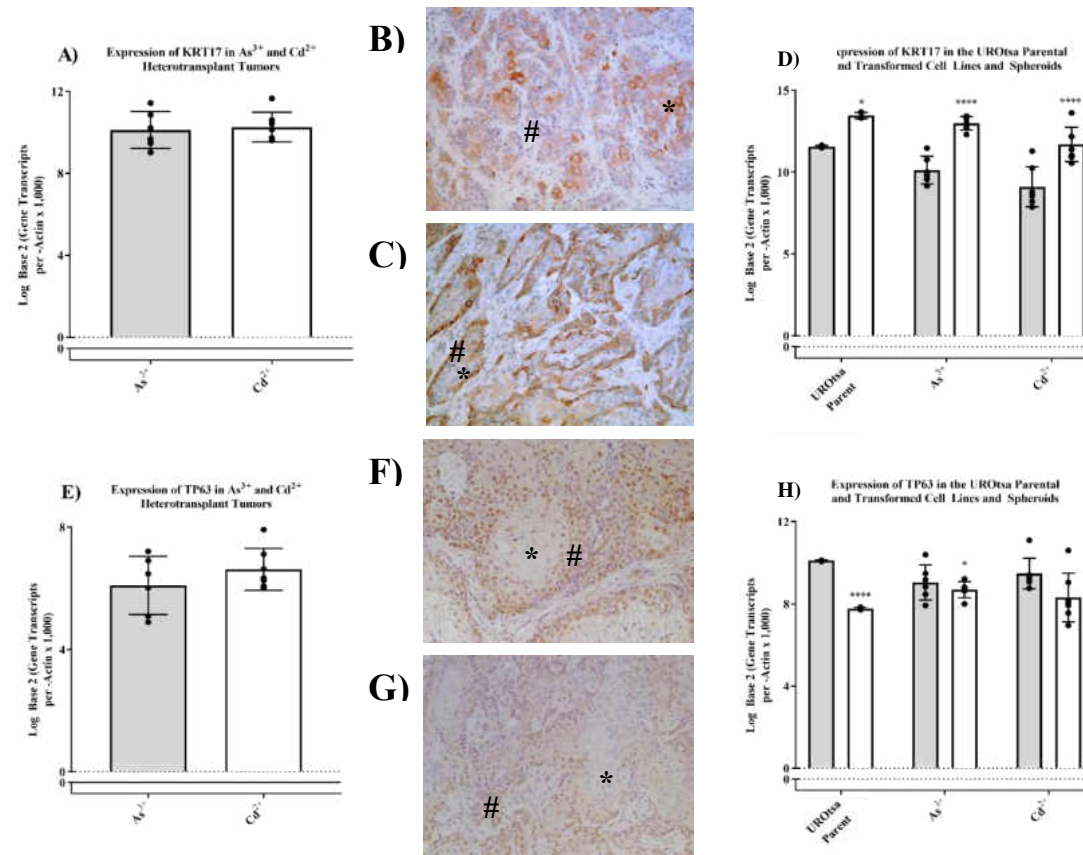 A)
Expression of KRT17 in As3+ and Cd2+
Heterotransplant Tumors
Log Base 2 (Gene Transcripts
per -Actin x 1,000)
12
8
4
0
0
As3+
Cd2+
B)
#
*
C)
#
*
D)
xpression of KRT17 in the UROtsa Parental
nd Transformed Cell Lines and Spheroids
Log Base 2 (Gene Transcripts
per -Actin x 1,000)
15
10
5
0
0
*
****
****
UROtsa
Parent
As3+
Cd2+
E)
Expression of TP63 in As3+ and Cd2+
Heterotransplant Tumors
Log Base 2 (Gene Transcripts
per -Actin x 1,000)
8
4
0
0
As3+
Cd2+
F)
*
#
G)
*
#
H)
Expression of TP63 in the UROtsa Parental
and Transformed Cell Lines and Spheroids
Log Base 2 (Gene Transcripts
per -Actin x 1,000)
12
8
4
0
0
****
*
UROtsa
Parent
As3+
Cd2+